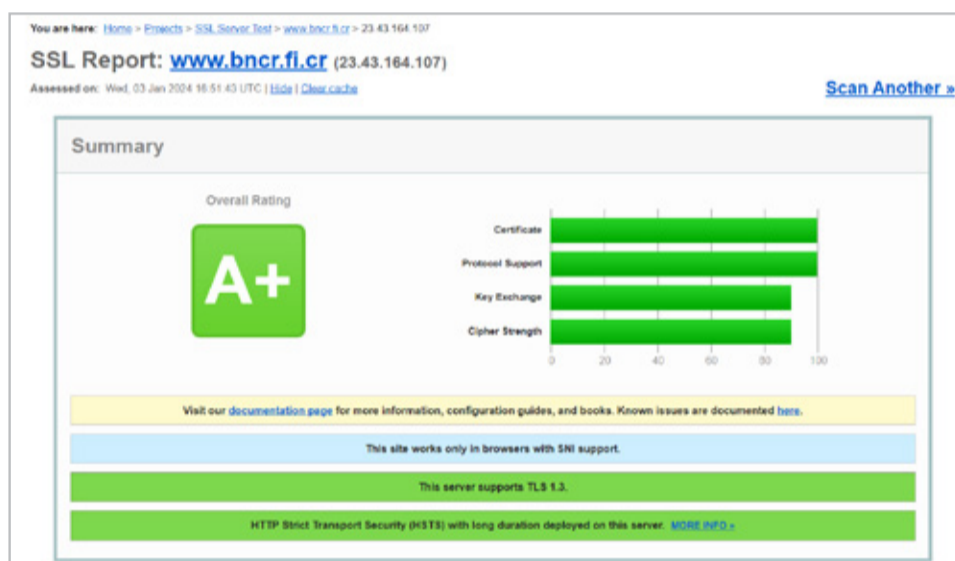 You are here: Home > Projects > SSL Server Test > www.bncr.fi.cr > 23.43.164.107
SSL Report: www.bncr.fi.cr (23.43.164.107)
Assessed on: Wed, 03 Jan 2024 16:51:43 UTC | Hide | Clear cache
Scan Another »
Summary
Overall Rating
A+
Certificate
Protocol Support
Key Exchange
Cipher Strength
0 20 40 60 80 100
Visit our documentation page for more information, configuration guides, and books. Known issues are documented here.
This site works only in browsers with SNI support.
This server supports TLS 1.3.
HTTP Strict Transport Security (HSTS) with long duration deployed on this server. MORE INFO »